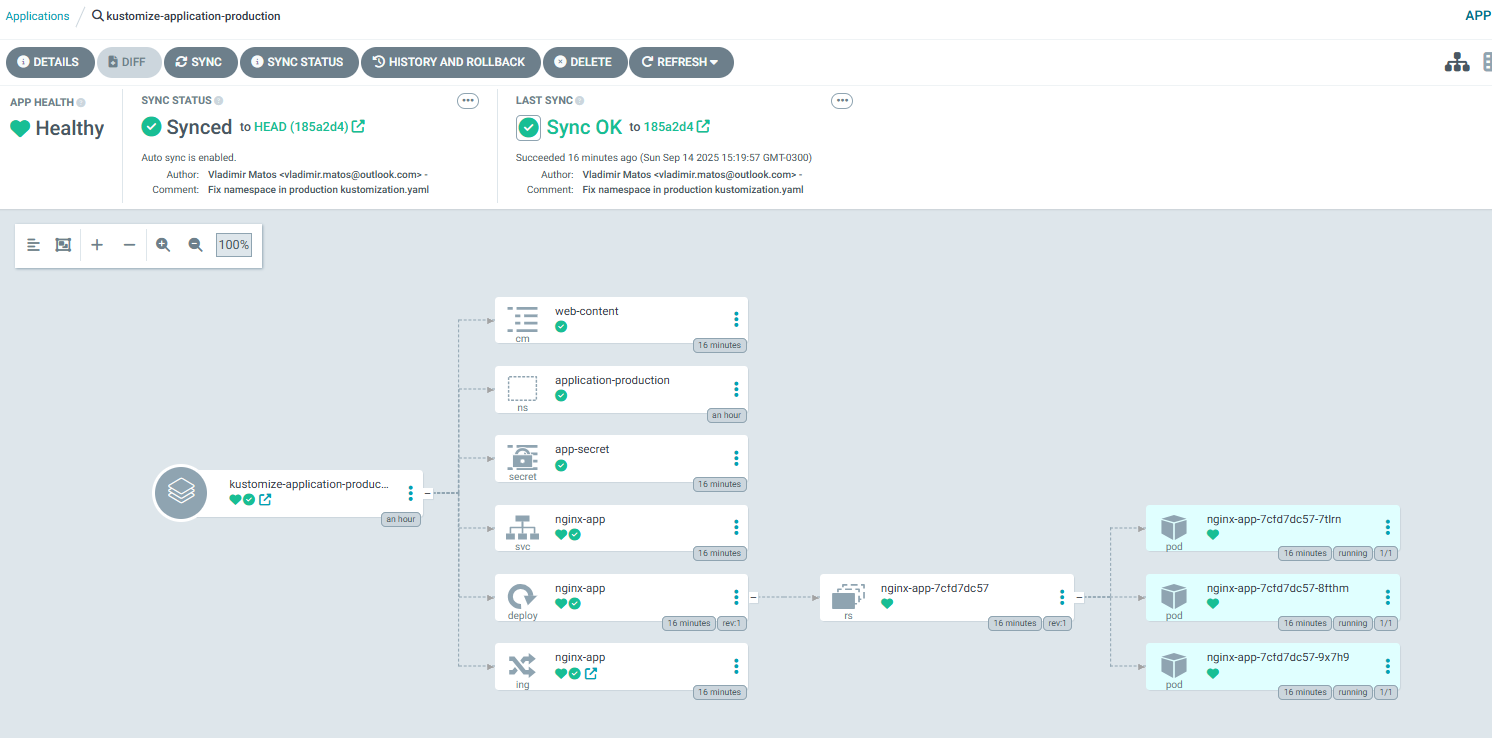 Applications / kustomize-application-production
APP
DETAILS DIFF SYNC SYNC STATUS HISTORY AND ROLLBACK DELETE REFRESH
APP HEALTH
Healthy
SYNC STATUS
Synced to HEAD (185a2d4)
Auto sync is enabled.
Author: Vladimir Matos <vladimir.matos@outlook.com> -
Comment: Fix namespace in production kustomization.yaml
LAST SYNC
Sync OK to 185a2d4
Succeeded 16 minutes ago (Sun Sep 14 2025 15:19:57 GMT-0300)
Author: Vladimir Matos <vladimir.matos@outlook.com> -
Comment: Fix namespace in production kustomization.yaml
100%
kustomize-application-produc...
an hour
web-content
cm
16 minutes
application-production
ns
an hour
app-secret
secret
16 minutes
nginx-app
svc
16 minutes
nginx-app
deploy
16 minutes rev:1
nginx-app
ing
16 minutes
nginx-app-7cfd7dc57
rs
16 minutes rev:1
nginx-app-7cfd7dc57-7tlrn
pod
16 minutes running 1/1
nginx-app-7cfd7dc57-8fthm
pod
16 minutes running 1/1
nginx-app-7cfd7dc57-9x7h9
pod
16 minutes running 1/1